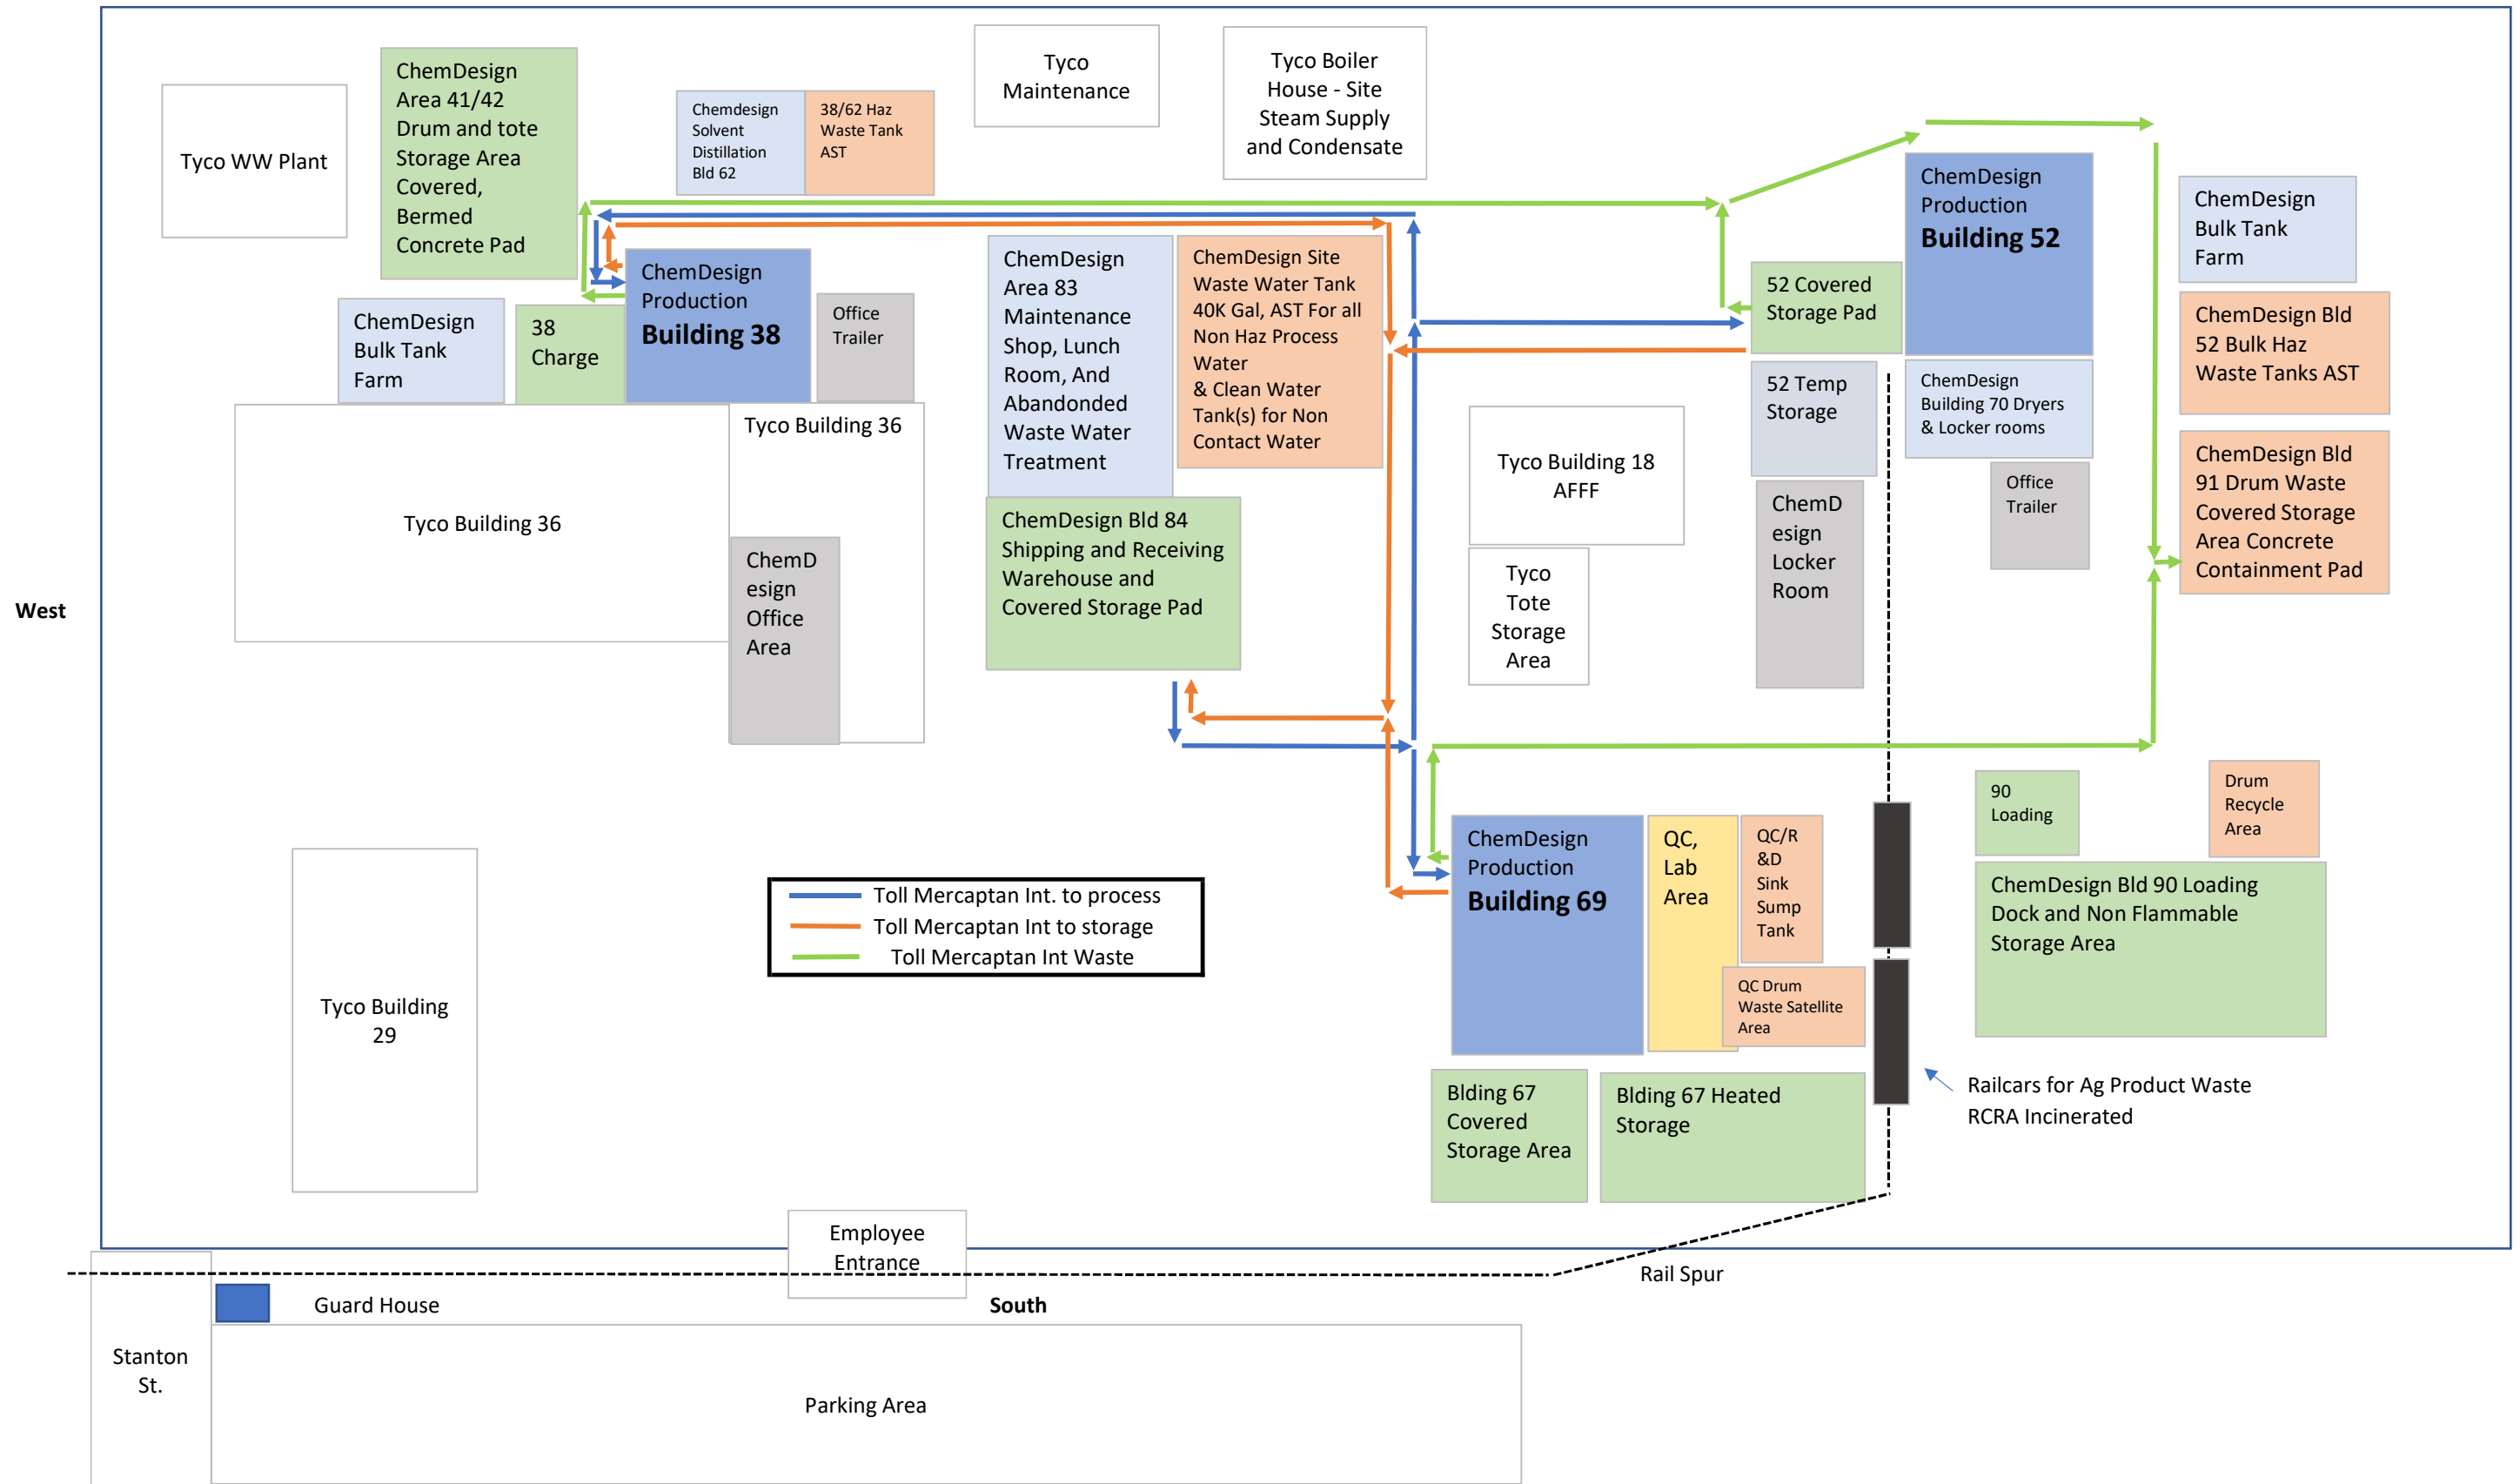 Tyco WW Plant
ChemDesign
Area 41/42
Drum and tote
Storage Area
Covered,
Bermed
Concrete Pad
Chemdesign
Solvent
Distillation
Bld 62
38/62 Haz
Waste Tank
AST
Tyco
Maintenance
Tyco Boiler
House - Site
Steam Supply
and Condensate
ChemDesign
Production
Building 52
ChemDesign
Bulk Tank
Farm
ChemDesign
Bulk Tank
Farm
38
Charge
ChemDesign
Production
Building 38
Office
Trailer
ChemDesign
Area 83
Maintenance
Shop, Lunch
Room, And
Abandonded
Waste Water
Treatment
ChemDesign Site
Waste Water Tank
40K Gal, AST For all
Non Haz Process
Water
& Clean Water
Tank(s) for Non
Contact Water
52 Covered
Storage Pad
ChemDesign Bld
52 Bulk Haz
Waste Tanks AST
52 Temp
Storage
ChemDesign
Building 70 Dryers
& Locker rooms
Tyco Building 36
Tyco Building 36
Tyco Building 18
AFFF
ChemD
esign
Locker
Room
Office
Trailer
ChemDesign Bld
91 Drum Waste
Covered Storage
Area Concrete
Containment Pad
ChemD
esign
Office
Area
ChemDesign Bld 84
Shipping and Receiving
Warehouse and
Covered Storage Pad
Tyco
Tote
Storage
Area
West
90
Loading
Drum
Recycle
Area
ChemDesign
Production
Building 69
QC,
Lab
Area
QC/R
&D
Sink
Sump
Tank
QC Drum
Waste Satellite
Area
ChemDesign Bld 90 Loading
Dock and Non Flammable
Storage Area
Toll Mercaptan Int. to process
Toll Mercaptan Int to storage
Toll Mercaptan Int Waste
Tyco Building
29
Blding 67
Covered
Storage Area
Blding 67 Heated
Storage
Railcars for Ag Product Waste
RCRA Incinerated
Employee
Entrance
Rail Spur
Guard House
South
Stanton
St.
Parking Area